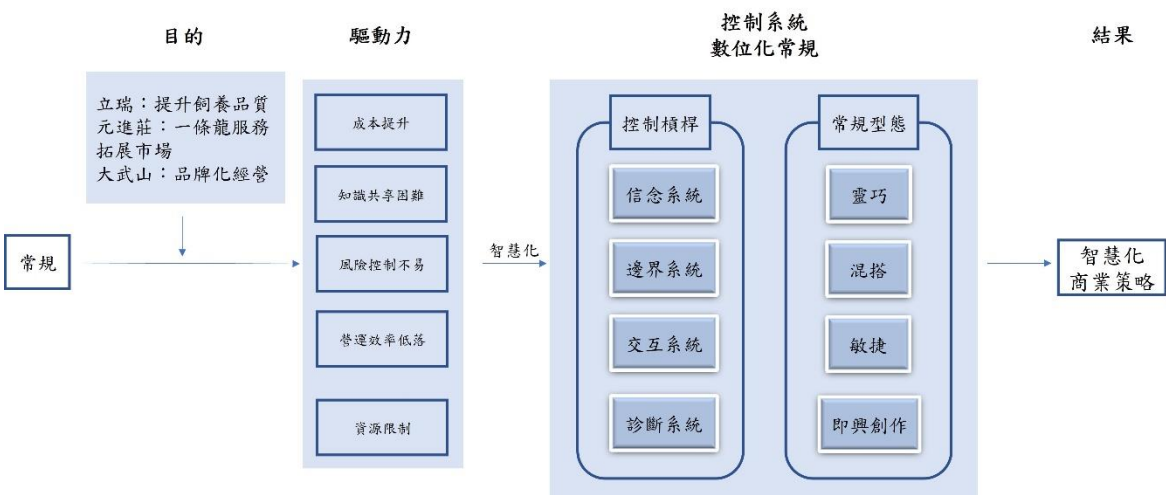 目的
驅動力
控制系統
數位化常規
結果
常規
立瑞：提升飼養品質
元進莊：一條龍服務
拓展市場
大武山：品牌化經營
成本提升
知識共享困難
風險控制不易
營運效率低落
資源限制
智慧化
控制槓桿
信念系統
邊界系統
交互系統
診斷系統
常規型態
靈巧
混搭
敏捷
即興創作
智慧化
商業策略